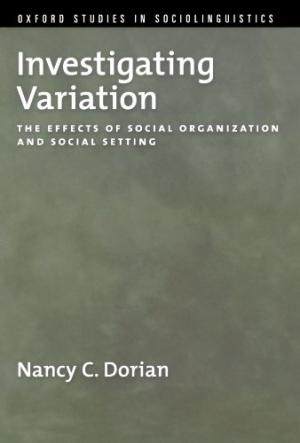 OXFORD STUDIES IN SOCIOLINGUISTICS
Investigating
Variation
THE EFFECTS OF SOCIAL ORGANIZATION
AND SOCIAL SETTING
Nancy C. Dorian